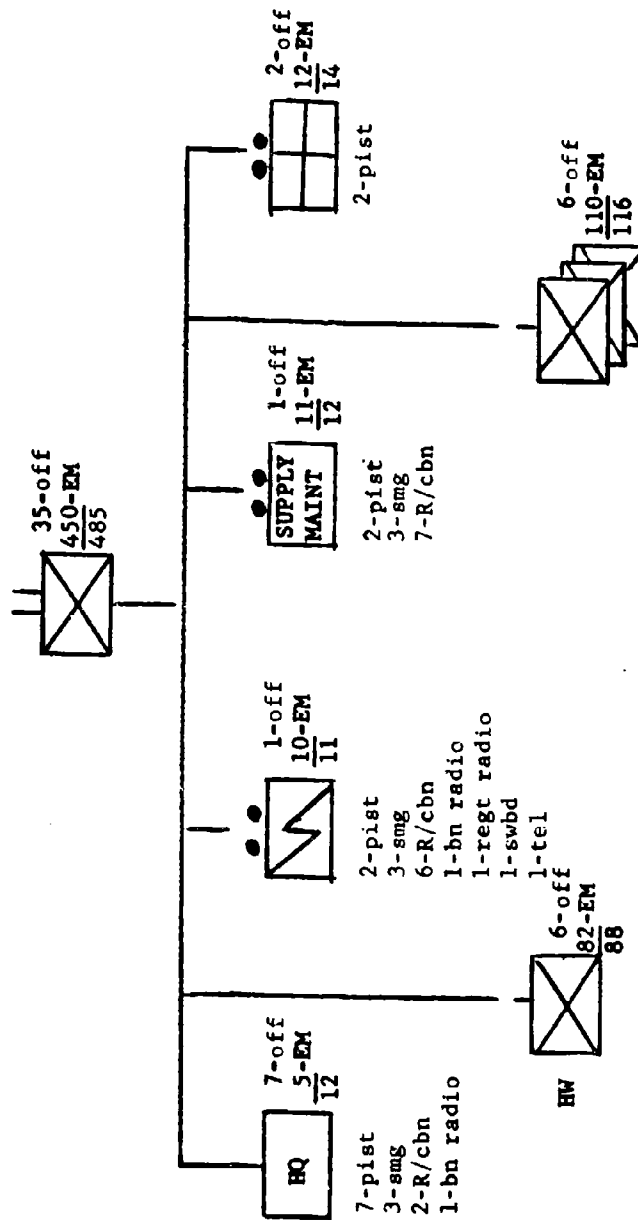 35-off
450-EM
485
HQ
7-off
5-EM
12
7-pist
3-smg
2-R/cbn
1-bn radio
HW
6-off
82-EM
88
1-off
10-EM
11
2-pist
3-smg
6-R/cbn
1-bn radio
1-regt radio
1-swbd
1-tel
SUPPLY
MAINT
1-off
11-EM
12
2-pist
3-smg
7-R/cbn
6-off
110-EM
116
2-off
12-EM
14
2-pist